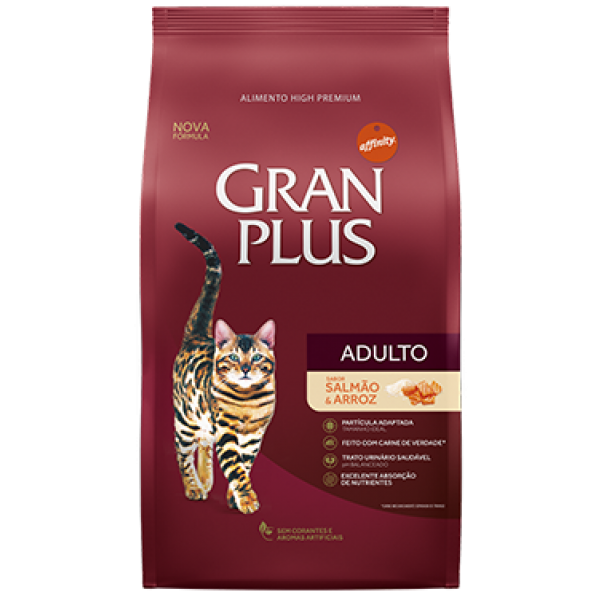 ALIMENTO HIGH PREMIUM
NOVA
FÓRMULA
affinity
GRAN
PLUS
ADULTO
SABOR
SALMÃO
& ARROZ
PARTÍCULA ADAPTADA
TAMANHO IDEAL
FEITO COM CARNE DE VERDADE*
TRATO URINÁRIO SAUDÁVEL
pH BALANCEADO
EXCELENTE ABSORÇÃO
DE NUTRIENTES
SEM CORANTES E
AROMAS ARTIFICIAIS